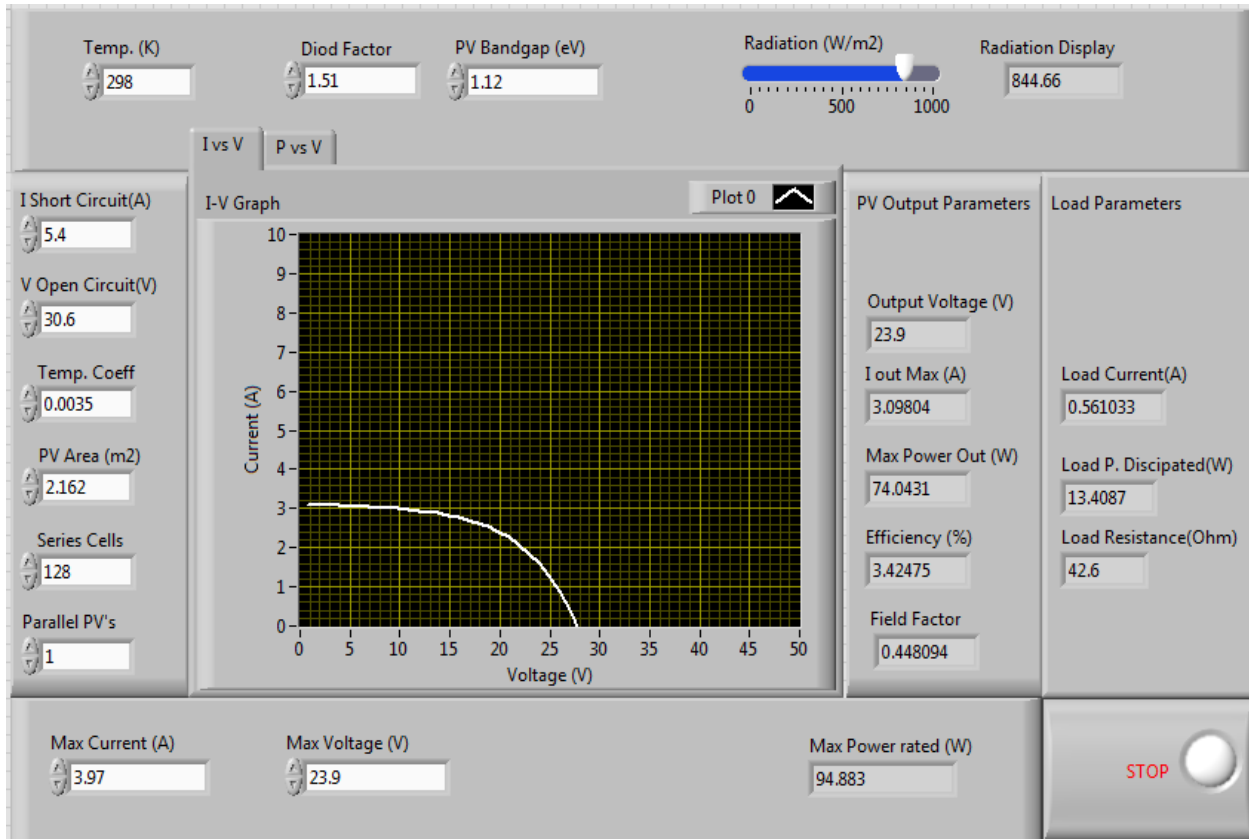 Temp. (K)
298
Diod Factor
1.51
PV Bandgap (eV)
1.12
Radiation (W/m2)
0 500 1000
Radiation Display
844.66
I vs V
P vs V
I Short Circuit(A)
5.4
V Open Circuit(V)
30.6
Temp. Coeff
0.0035
PV Area (m2)
2.162
Series Cells
128
Parallel PV's
1
I-V Graph
Plot 0
Current (A)
10
9
8
7
6
5
4
3
2
1
0
0 5 10 15 20 25 30 35 40 45 50
Voltage (V)
PV Output Parameters
Output Voltage (V)
23.9
I out Max (A)
3.09804
Max Power Out (W)
74.0431
Efficiency (%)
3.42475
Field Factor
0.448094
Load Parameters
Load Current(A)
0.561033
Load P. Discipated(W)
13.4087
Load Resistance(Ohm)
42.6
Max Current (A)
3.97
Max Voltage (V)
23.9
Max Power rated (W)
94.883
STOP